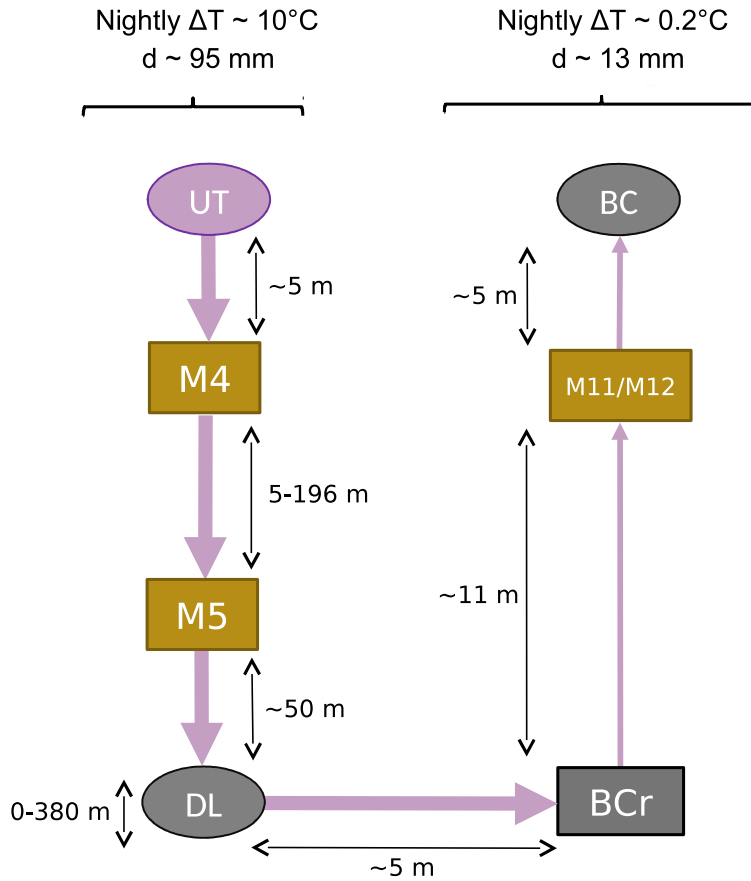 Nightly ΔT ~ 10°C
d ~ 95 mm
Nightly ΔT ~ 0.2°C
d ~ 13 mm
UT
~5 m
M4
5-196 m
M5
~50 m
DL
0-380 m
~5 m
BCr
~11 m
M11/M12
~5 m
BC